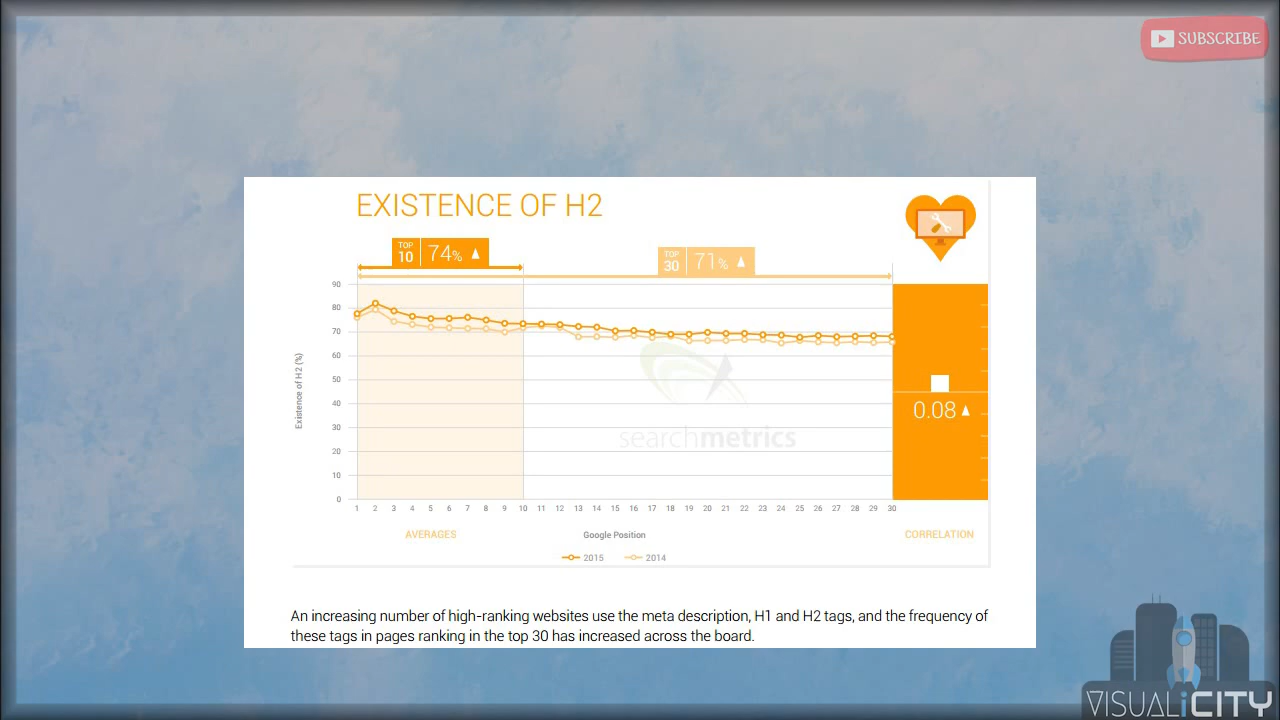 SUBSCRIBE
EXISTENCE OF H2
TOP 10 74% ▲
TOP 30 71% ▲
90
80
70
60
50
40
30
20
10
0
Existence of H2 (%)
searchmetrics
0.08 ▲
1 2 3 4 5 6 7 8 9 10 11 12 13 14 15 16 17 18 19 20 21 22 23 24 25 26 27 28 29 30
AVERAGES Google Position CORRELATION
2015 2014
An increasing number of high-ranking websites use the meta description, H1 and H2 tags, and the frequency of
these tags in pages ranking in the top 30 has increased across the board.
VISUALiCITY